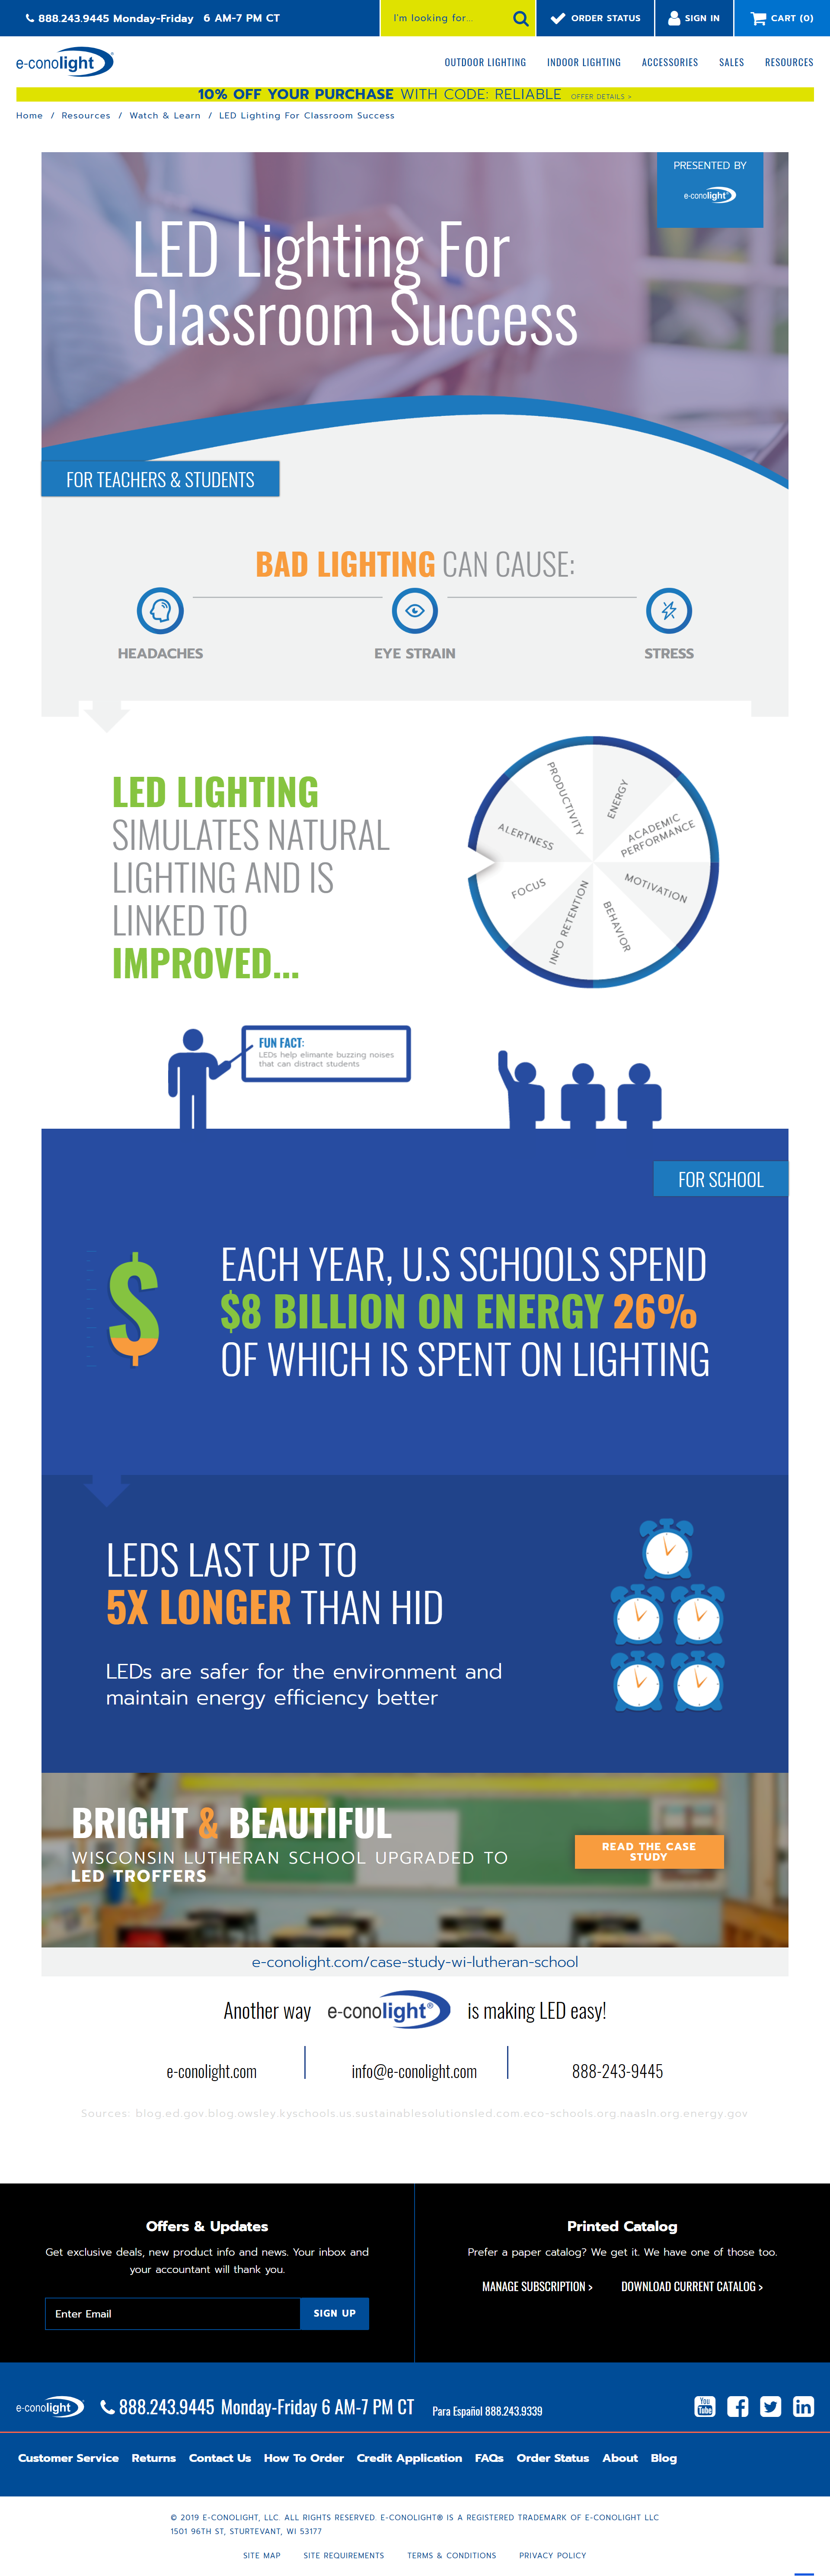 888.243.9445 Monday-Friday 6 AM-7 PM CT
I'm looking for...
ORDER STATUS
SIGN IN
CART (0)
e-conolight®
OUTDOOR LIGHTING
INDOOR LIGHTING
ACCESSORIES
SALES
RESOURCES
10% OFF YOUR PURCHASE WITH CODE: RELIABLE OFFER DETAILS >
Home / Resources / Watch & Learn / LED Lighting For Classroom Success
PRESENTED BY
e-conolight®
LED Lighting For
Classroom Success
FOR TEACHERS & STUDENTS
BAD LIGHTING CAN CAUSE:
HEADACHES
EYE STRAIN
STRESS
LED LIGHTING
SIMULATES NATURAL
LIGHTING AND IS
LINKED TO
IMPROVED...
PRODUCTIVITY
ENERGY
ACADEMIC
PERFORMANCE
MOTIVATION
BEHAVIOR
INFO RETENTION
FOCUS
ALERTNESS
FUN FACT:
LEDs help elimante buzzing noises
that can distract students
FOR SCHOOL
$
EACH YEAR, U.S SCHOOLS SPEND
$8 BILLION ON ENERGY 26%
OF WHICH IS SPENT ON LIGHTING
LEDS LAST UP TO
5X LONGER THAN HID
LEDs are safer for the environment and
maintain energy efficiency better
BRIGHT & BEAUTIFUL
WISCONSIN LUTHERAN SCHOOL UPGRADED TO
LED TROFFERS
READ THE CASE
STUDY
e-conolight.com/case-study-wi-lutheran-school
Another way e-conolight® is making LED easy!
e-conolight.com
info@e-conolight.com
888-243-9445
Sources: blog.ed.gov.blog.owsley.kyschools.us.sustainablesolutionsled.com.eco-schools.org.naasln.org.energy.gov
Offers & Updates
Get exclusive deals, new product info and news. Your inbox and
your accountant will thank you.
Enter Email
SIGN UP
Printed Catalog
Prefer a paper catalog? We get it. We have one of those too.
MANAGE SUBSCRIPTION >
DOWNLOAD CURRENT CATALOG >
e-conolight
888.243.9445 Monday-Friday 6 AM-7 PM CT
Para Español 888.243.9339
You
Tube
in
Customer Service
Returns
Contact Us
How To Order
Credit Application
FAQs
Order Status
About
Blog
© 2019 E-CONOLIGHT, LLC. ALL RIGHTS RESERVED. E-CONOLIGHT® IS A REGISTERED TRADEMARK OF E-CONOLIGHT LLC
1501 96TH ST, STURTEVANT, WI 53177
SITE MAP
SITE REQUIREMENTS
TERMS & CONDITIONS
PRIVACY POLICY